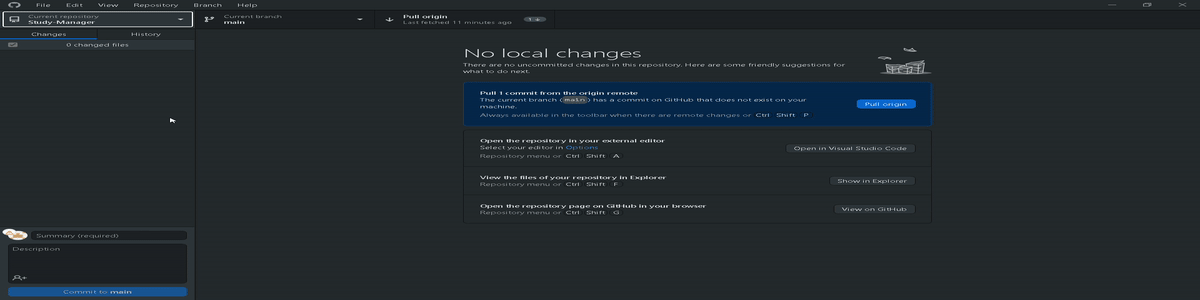 File Edit View Repository Branch Help
Current repository
Study-Manager
Current branch
main
Pull origin
Last fetched 11 minutes ago
1
Changes History
0 changed files
No local changes
There are no uncommitted changes in this repository. Here are some friendly suggestions for
what to do next.
Pull 1 commit from the origin remote
The current branch (main) has a commit on GitHub that does not exist on your
machine.
Always available in the toolbar when there are remote changes or Ctrl Shift P
Pull origin
Open the repository in your external editor
Select your editor in Options
Repository menu or Ctrl Shift A
Open in Visual Studio Code
View the files of your repository in Explorer
Repository menu or Ctrl Shift F
Show in Explorer
Open the repository page on GitHub in your browser
Repository menu or Ctrl Shift G
View on GitHub
Summary (required)
Description
Commit to main